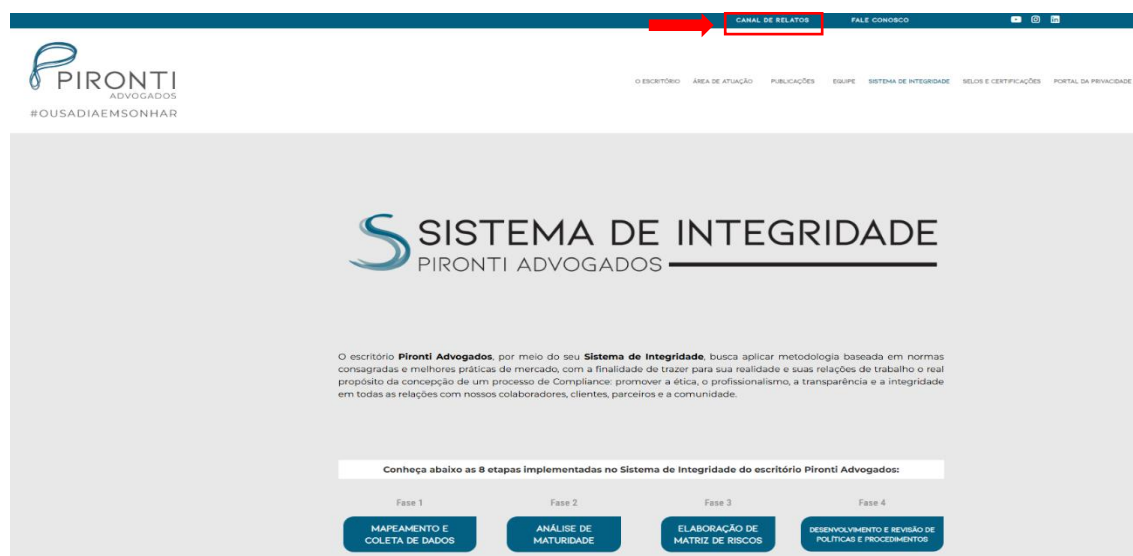 CANAL DE RELATOS FALE CONOSCO
PIRONTI
ADVOGADOS
#OUSADIAEMSONHAR
O ESCRITÓRIO ÁREA DE ATUAÇÃO PUBLICAÇÕES EQUIPE SISTEMA DE INTEGRIDADE SELOS E CERTIFICAÇÕES PORTAL DA PRIVACIDADE
SISTEMA DE INTEGRIDADE
PIRONTI ADVOGADOS
O escritório Pironti Advogados, por meio do seu Sistema de Integridade, busca aplicar metodologia baseada em normas
consagradas e melhores práticas de mercado, com a finalidade de trazer para sua realidade e suas relações de trabalho o real
propósito da concepção de um processo de Compliance: promover a ética, o profissionalismo, a transparência e a integridade
em todas as relações com nossos colaboradores, clientes, parceiros e a comunidade.
Conheça abaixo as 8 etapas implementadas no Sistema de Integridade do escritório Pironti Advogados:
Fase 1 Fase 2 Fase 3 Fase 4
MAPEAMENTO E ANÁLISE DE ELABORAÇÃO DE DESENVOLVIMENTO E REVISÃO DE
COLETA DE DADOS MATURIDADE MATRIZ DE RISCOS POLÍTICAS E PROCEDIMENTOS